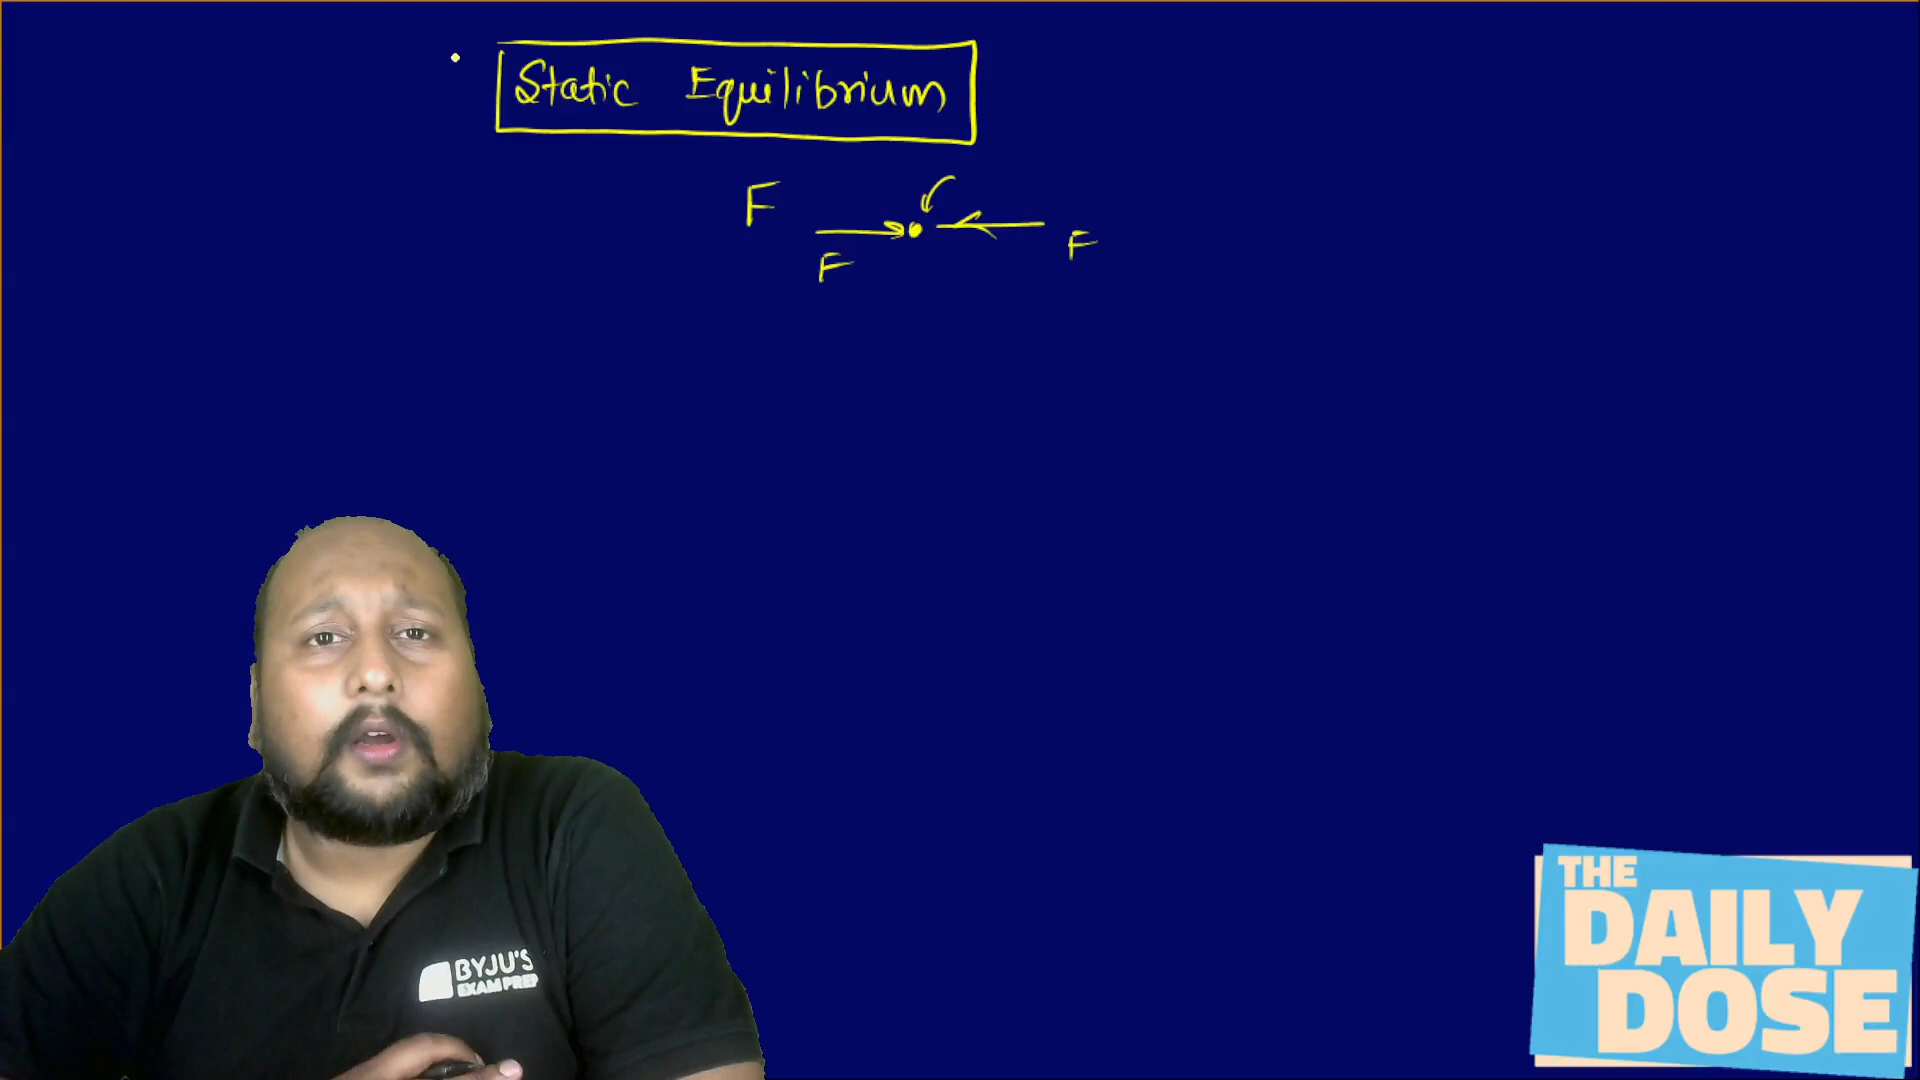 Static Equilibrium
F
F
F
BYJU'S
EXAM PREP
THE
DAILY
DOSE